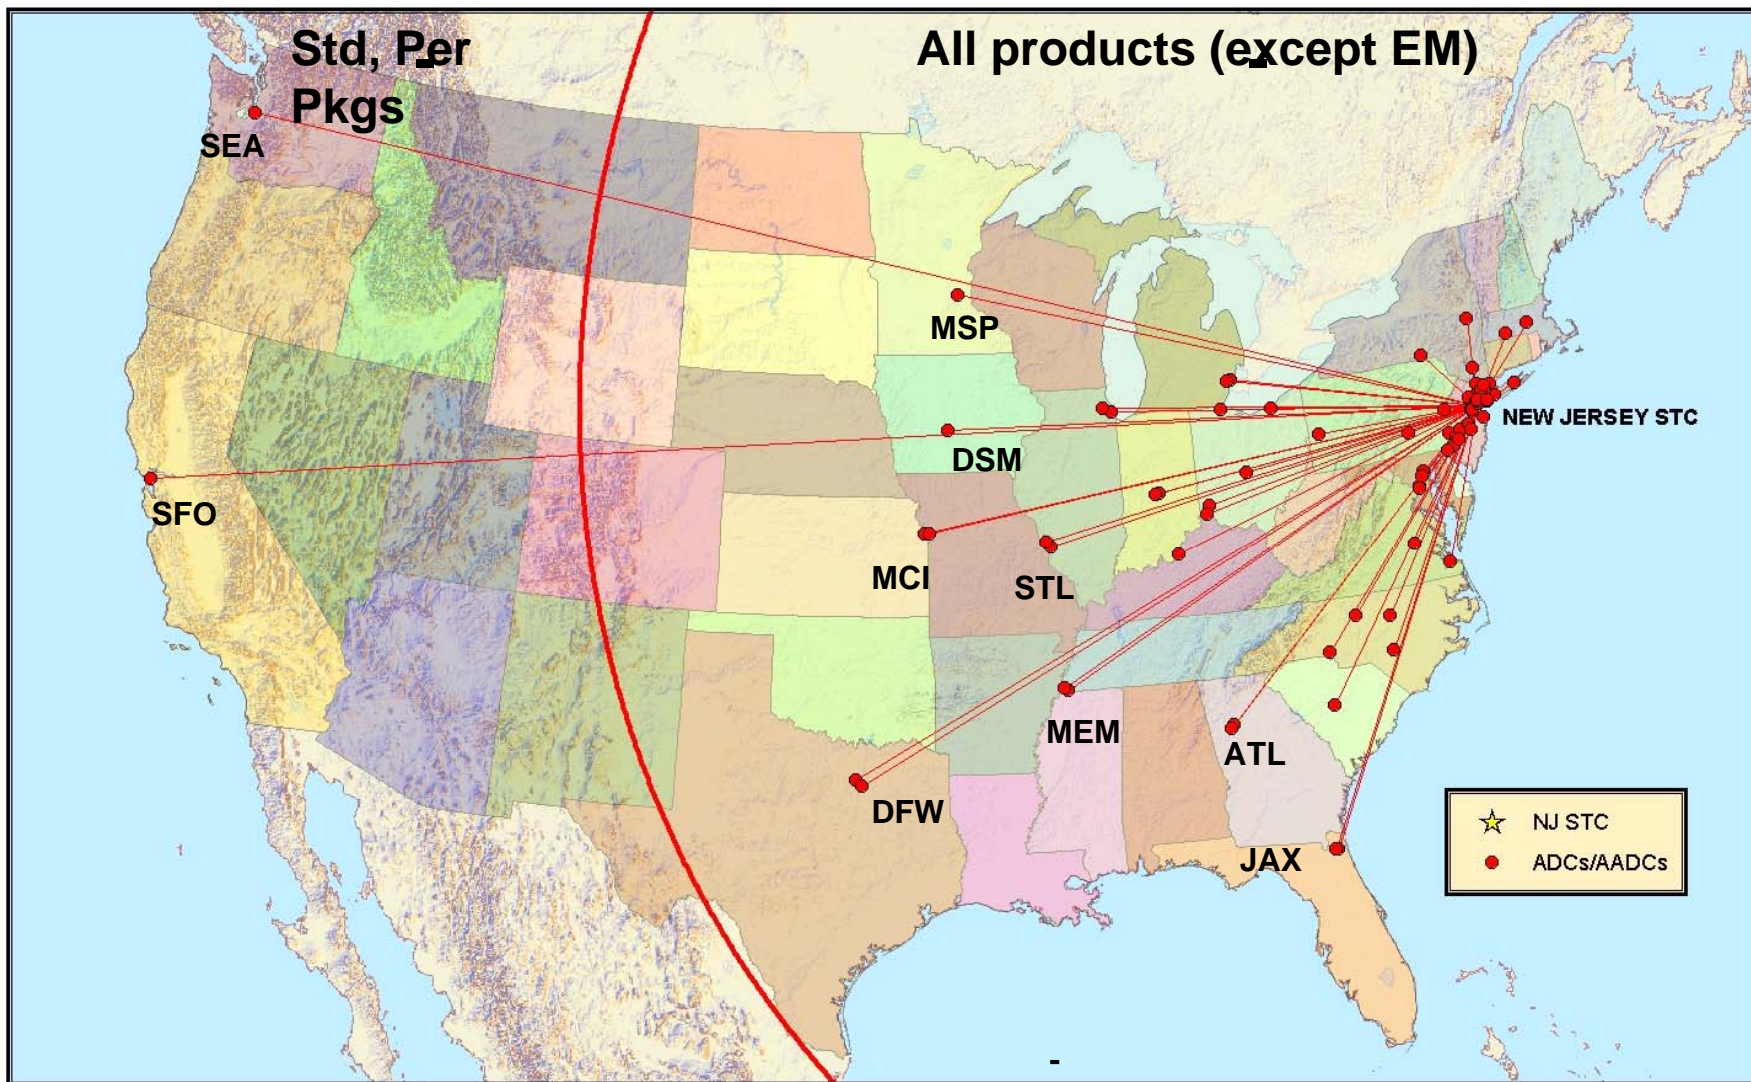 Std, Per
Pkgs
All products (except EM)
SEA
MSP
NEW JERSEY STC
DSM
SFO
MCI
STL
MEM
ATL
DFW
JAX
NJ STC
ADCs/AADCs
-